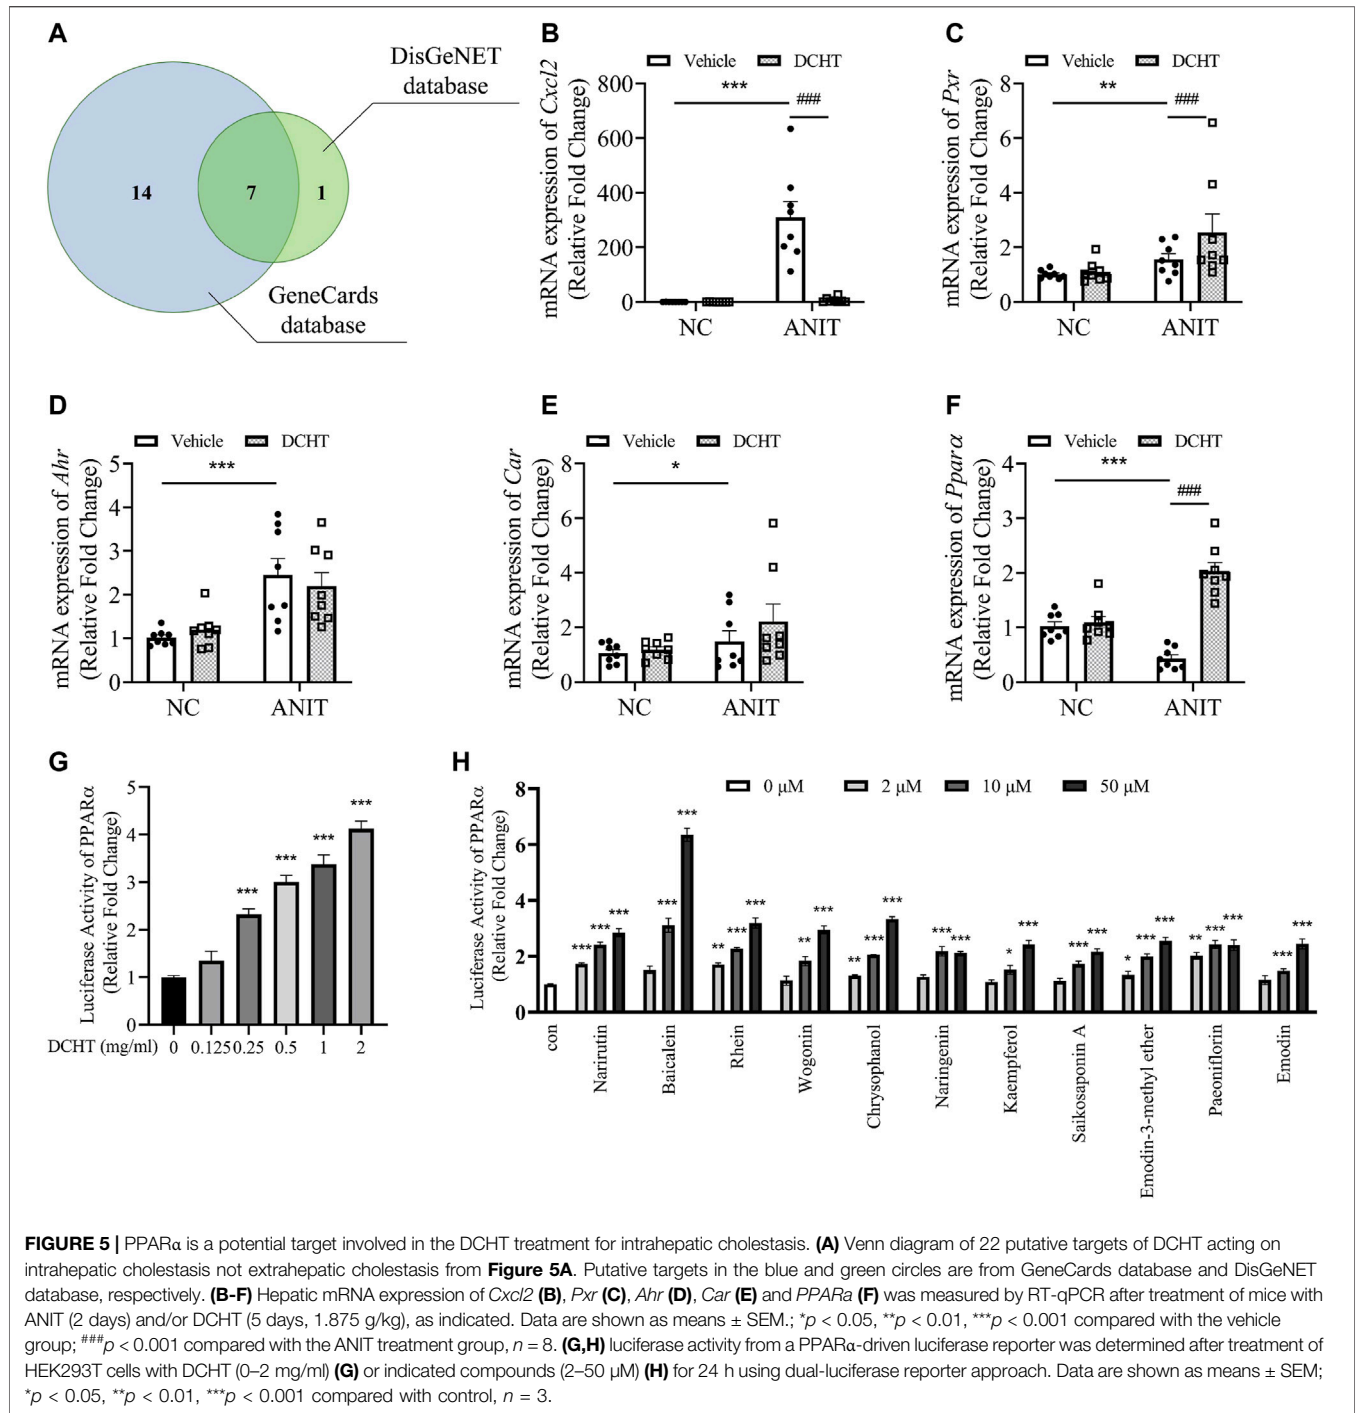 A
DisGeNET
database
14
7
1
GeneCards
database
B
Vehicle
DCHT
mRNA expression of Cxcl2
(Relative Fold Change)
800
600
400
200
0
***
###
NC
ANIT
C
Vehicle
DCHT
mRNA expression of Pxr
(Relative Fold Change)
8
6
4
2
0
**
###
NC
ANIT
D
Vehicle
DCHT
mRNA expression of Ahr
(Relative Fold Change)
5
4
3
2
1
0
***
NC
ANIT
E
Vehicle
DCHT
mRNA expression of Car
(Relative Fold Change)
8
6
4
2
0
*
NC
ANIT
F
Vehicle
DCHT
mRNA expression of Pparα
(Relative Fold Change)
4
3
2
1
0
***
###
NC
ANIT
G
Luciferase Activity of PPARα
(Relative Fold Change)
5
4
3
2
1
0
***
***
***
***
DCHT (mg/ml) 0 0.125 0.25 0.5 1 2
H
Luciferase Activity of PPARα
(Relative Fold Change)
0 μM
2 μM
10 μM
50 μM
8
6
4
2
0
*** *** ***
*** ***
** *** ***
** ***
** *** ***
*** ***
* ***
*** ***
* *** ***
** *** ***
* ***
con
Narirutin
Baicalein
Rhein
Wogonin
Chrysophanol
Naringenin
Kaempferol
Saikosaponin A
Emodin-3-methyl ether
Paeoniflorin
Emodin
FIGURE 5 | PPARα is a potential target involved in the DCHT treatment for intrahepatic cholestasis. (A) Venn diagram of 22 putative targets of DCHT acting on
intrahepatic cholestasis not extrahepatic cholestasis from Figure 5A. Putative targets in the blue and green circles are from GeneCards database and DisGeNET
database, respectively. (B-F) Hepatic mRNA expression of Cxcl2 (B), Pxr (C), Ahr (D), Car (E) and PPARa (F) was measured by RT-qPCR after treatment of mice with
ANIT (2 days) and/or DCHT (5 days, 1.875 g/kg), as indicated. Data are shown as means ± SEM.; *p < 0.05, **p < 0.01, ***p < 0.001 compared with the vehicle
group; ###p < 0.001 compared with the ANIT treatment group, n = 8. (G,H) luciferase activity from a PPARα-driven luciferase reporter was determined after treatment of
HEK293T cells with DCHT (0–2 mg/ml) (G) or indicated compounds (2–50 μM) (H) for 24 h using dual-luciferase reporter approach. Data are shown as means ± SEM;
*p < 0.05, **p < 0.01, ***p < 0.001 compared with control, n = 3.